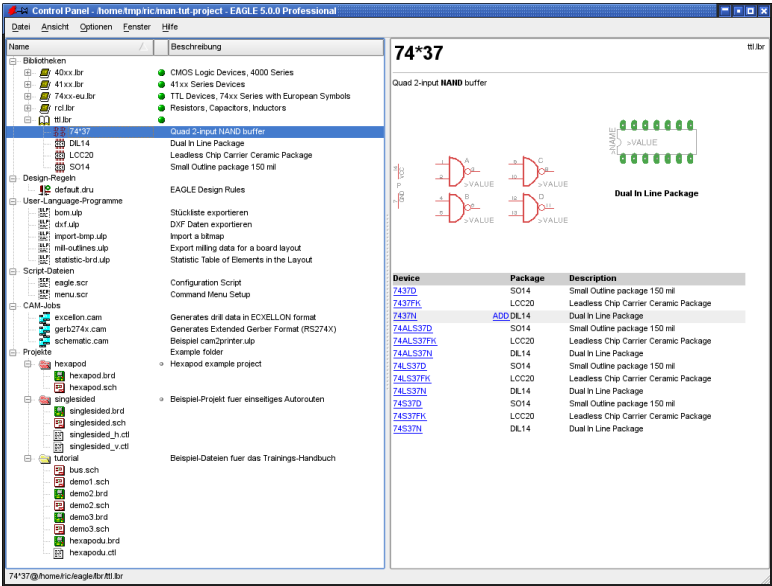 Control Panel - /home/tmp/ric/man-tut-project - EAGLE 5.0.0 Professional
Datei Ansicht Optionen Fenster Hilfe
Name Beschreibung
Bibliotheken
40xx.lbr CMOS Logic Devices, 4000 Series
41xx.lbr 41xx Series Devices
74xx-eu.lbr TTL Devices, 74xx Series with European Symbols
rcl.lbr Resistors, Capacitors, Inductors
ttl.lbr
74*37 Quad 2-input NAND buffer
DIL14 Dual In Line Package
LCC20 Leadless Chip Carrier Ceramic Package
SO14 Small Outline package 150 mil
Design-Regeln
default.dru EAGLE Design Rules
User-Language-Programme
bom.ulp Stückliste exportieren
dxf.ulp DXF Daten exportieren
import-bmp.ulp Import a bitmap
mill-outlines.ulp Export milling data for a board layout
statistic-brd.ulp Statistic Table of Elements in the Layout
Script-Dateien
eagle.scr Configuration Script
menu.scr Command Menu Setup
CAM-Jobs
excellon.cam Generates drill data in EXCELLON format
gerb274x.cam Generates Extended Gerber Format (RS274X)
schematic.cam Beispiel cam2printer.ulp
Projekte Example folder
hexapod Hexapod example project
hexapod.brd
hexapod.sch
singlesided Beispiel-Projekt fuer einseitiges Autorouten
singlesided.brd
singlesided.sch
singlesided_h.ctl
singlesided_v.ctl
tutorial Beispiel-Dateien fuer das Trainings-Handbuch
bus.sch
demo1.sch
demo2.brd
demo2.sch
demo3.brd
demo3.sch
hexapodu.brd
hexapodu.ctl
74*37 ttl.lbr
Quad 2-input NAND buffer
VCC
P
GND
A
>VALUE
B
>VALUE
C
>VALUE
D
>VALUE
>NAME
>VALUE
Dual In Line Package
Device Package Description
7437D SO14 Small Outline package 150 mil
7437FK LCC20 Leadless Chip Carrier Ceramic Package
7437N ADD DIL14 Dual In Line Package
74ALS37D SO14 Small Outline package 150 mil
74ALS37FK LCC20 Leadless Chip Carrier Ceramic Package
74ALS37N DIL14 Dual In Line Package
74LS37D SO14 Small Outline package 150 mil
74LS37FK LCC20 Leadless Chip Carrier Ceramic Package
74LS37N DIL14 Dual In Line Package
74S37D SO14 Small Outline package 150 mil
74S37FK LCC20 Leadless Chip Carrier Ceramic Package
74S37N DIL14 Dual In Line Package
74*37@/home/ric/eagle/lbr/ttl.lbr